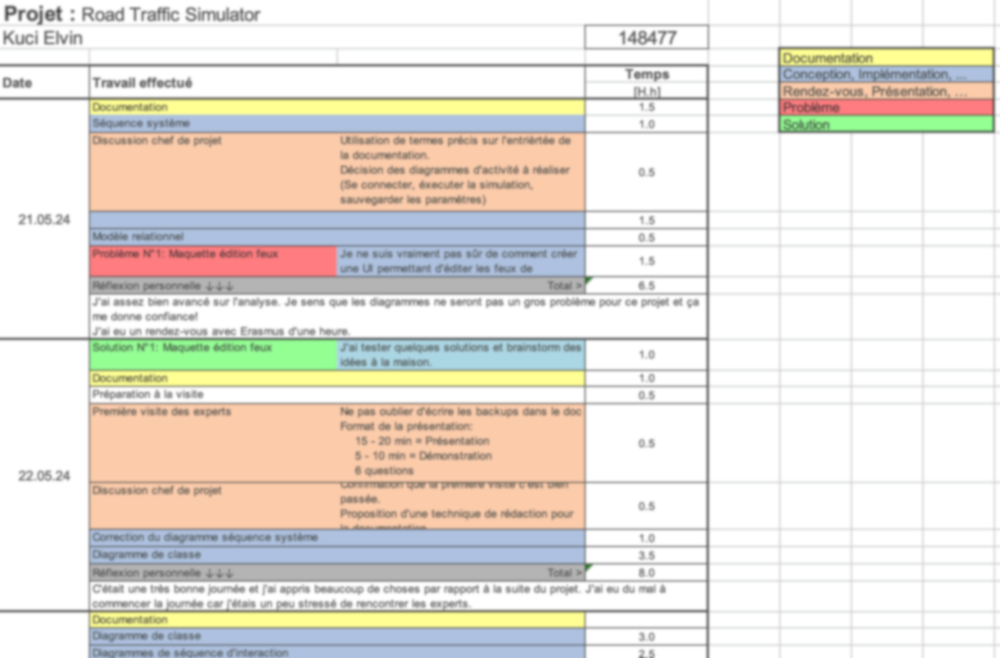 Projet : Road Traffic Simulator
Kuci Elvin
148477
Documentation
Conception, Implémentation, ...
Rendez-vous, Présentation, ...
Problème
Solution
Date
Travail effectué
Temps
[H.h]
21.05.24
Documentation
1.5
Séquence système
1.0
Discussion chef de projet
Utilisation de termes précis sur l'entrièrtée de
la documentation.
Décision des diagrammes d'activité à réaliser
(Se connecter, éxecuter la simulation,
sauvegarder les paramètres)
0.5
1.5
Modèle relationnel
0.5
Problème N°1: Maquette édition feux
Je ne suis vraiment pas sûr de comment créer
une UI permettant d'éditer les feux de
1.5
Réflexion personnelle ↓↓↓
Total >
6.5
J'ai assez bien avancé sur l'analyse. Je sens que les diagrammes ne seront pas un gros problème pour ce projet et ça
me donne confiance!
J'ai eu un rendez-vous avec Erasmus d'une heure.
22.05.24
Solution N°1: Maquette édition feux
J'ai tester quelques solutions et brainstorm des
idées à la maison.
1.0
Documentation
1.0
Préparation à la visite
0.5
Première visite des experts
Ne pas oublier d'écrire les backups dans le doc
Format de la présentation:
15 - 20 min = Présentation
5 - 10 min = Démonstration
6 questions
0.5
Discussion chef de projet
Confirmation que la première visite c'est bien
passée.
Proposition d'une technique de rédaction pour
la documentation
0.5
Correction du diagramme séquence système
1.0
Diagramme de classe
3.5
Réflexion personnelle ↓↓↓
Total >
8.0
C'était une très bonne journée et j'ai appris beaucoup de choses par rapport à la suite du projet. J'ai eu du mal à
commencer la journée car j'étais un peu stressé de rencontrer les experts.
Documentation
Diagramme de classe
3.0
Diagrammes de séquence d'interaction
2.5